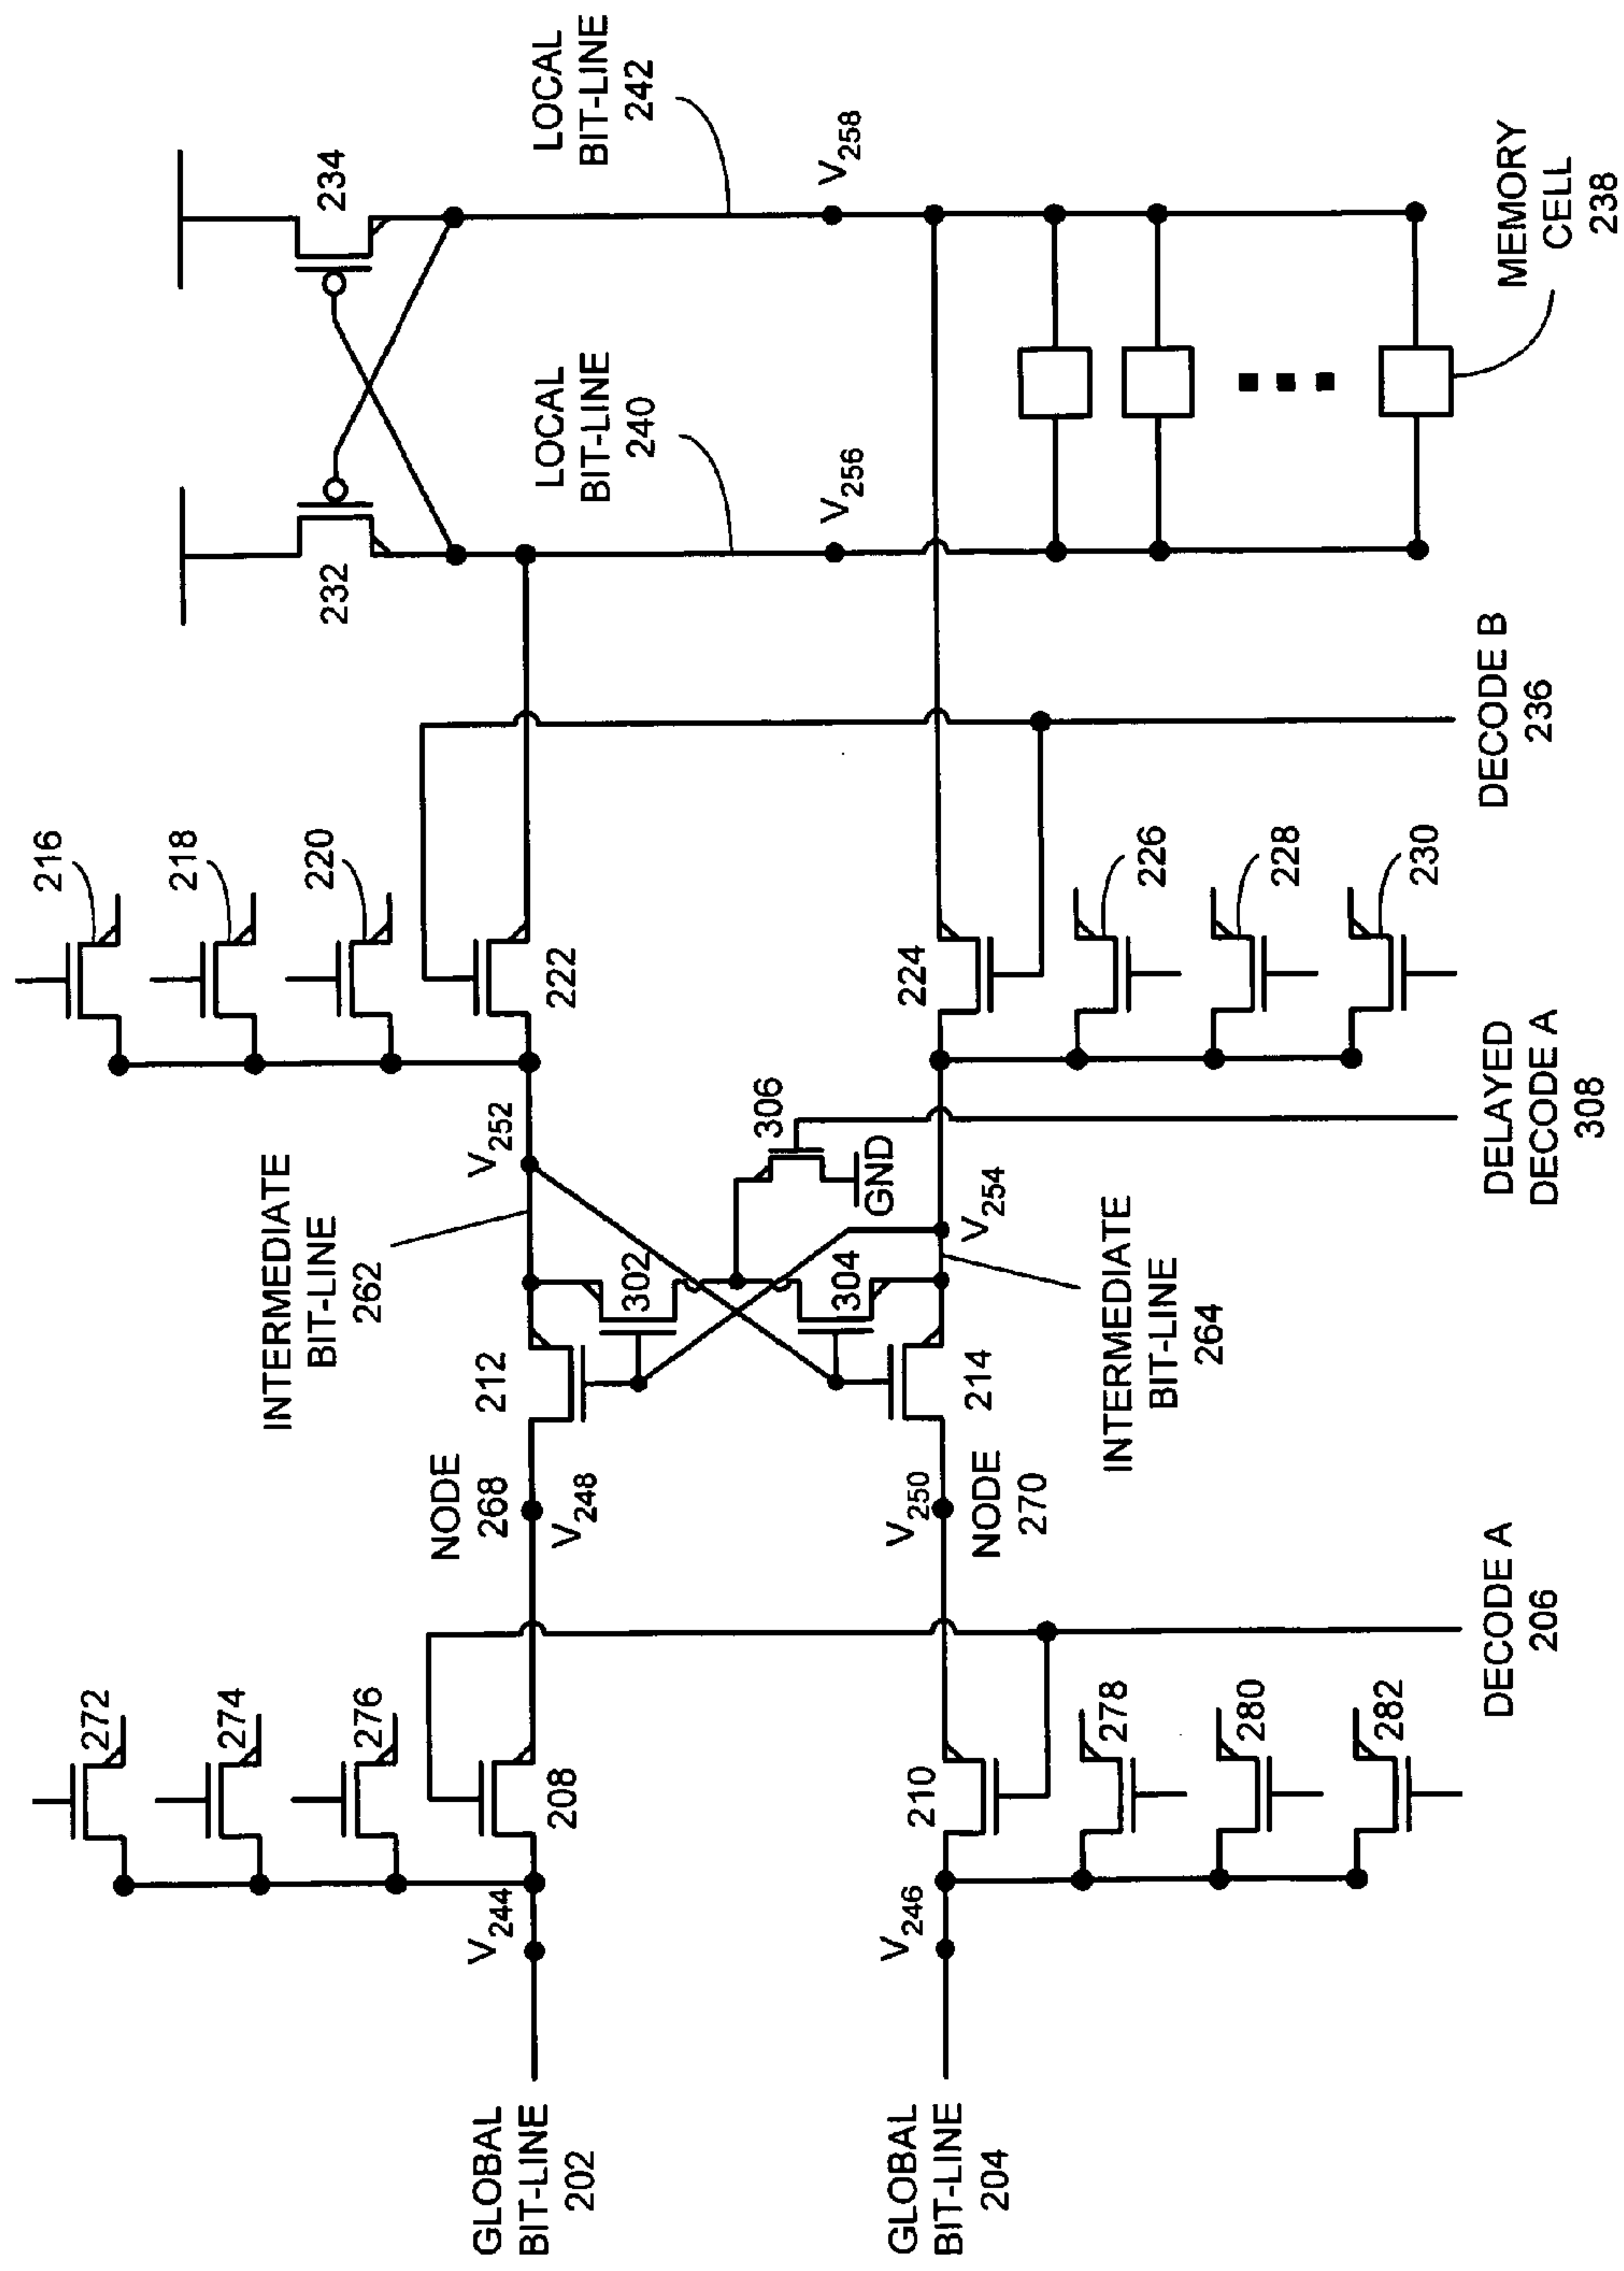 GLOBAL
BIT-LINE
202
GLOBAL
BIT-LINE
204
V244
V246
272
274
276
208
210
278
280
282
DECODE A
206
NODE
268
V248
V250
NODE
270
INTERMEDIATE
BIT-LINE
262
212
214
302
304
306
GND
V252
V254
INTERMEDIATE
BIT-LINE
264
DELAYED
DECODE A
308
216
218
220
222
224
226
228
230
DECODE B
236
232
234
LOCAL
BIT-LINE
240
LOCAL
BIT-LINE
242
V256
V258
MEMORY
CELL
238